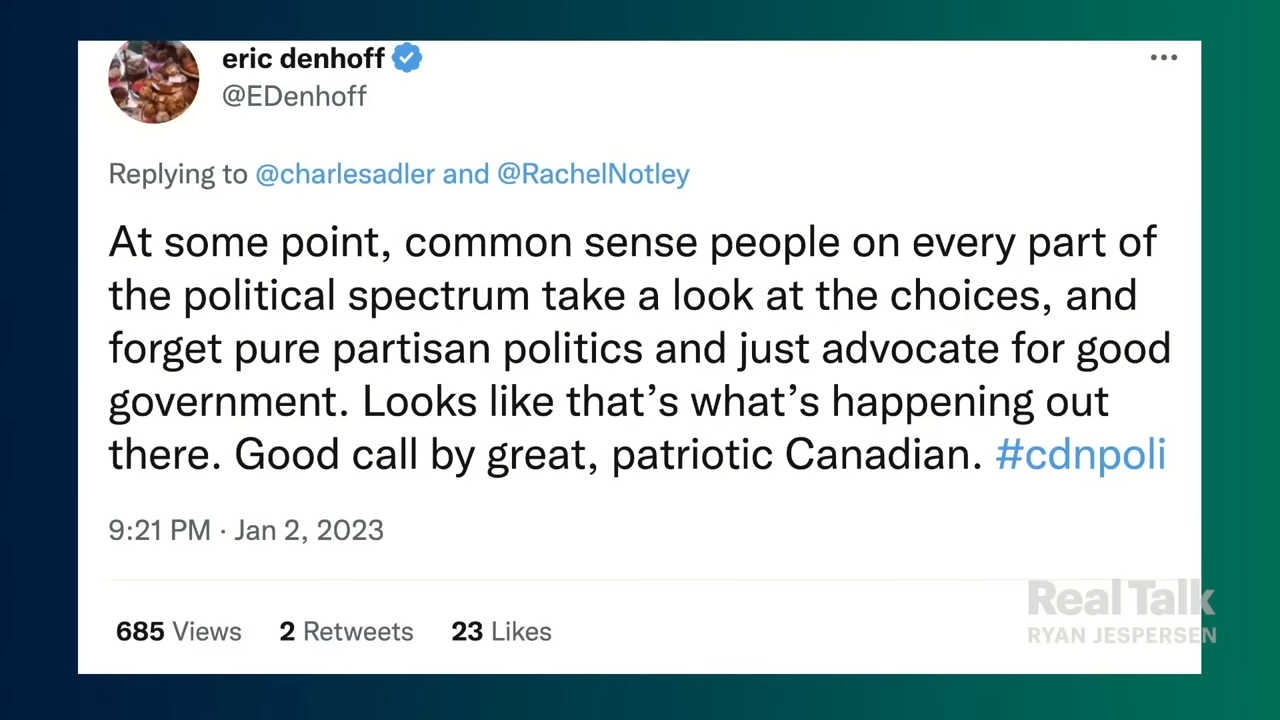 eric denhoff
@EDenhoff
Replying to @charlesadler and @RachelNotley
At some point, common sense people on every part of
the political spectrum take a look at the choices, and
forget pure partisan politics and just advocate for good
government. Looks like that’s what’s happening out
there. Good call by great, patriotic Canadian. #cdnpoli
9:21 PM · Jan 2, 2023
685 Views 2 Retweets 23 Likes
Real Talk
RYAN JESPERSEN